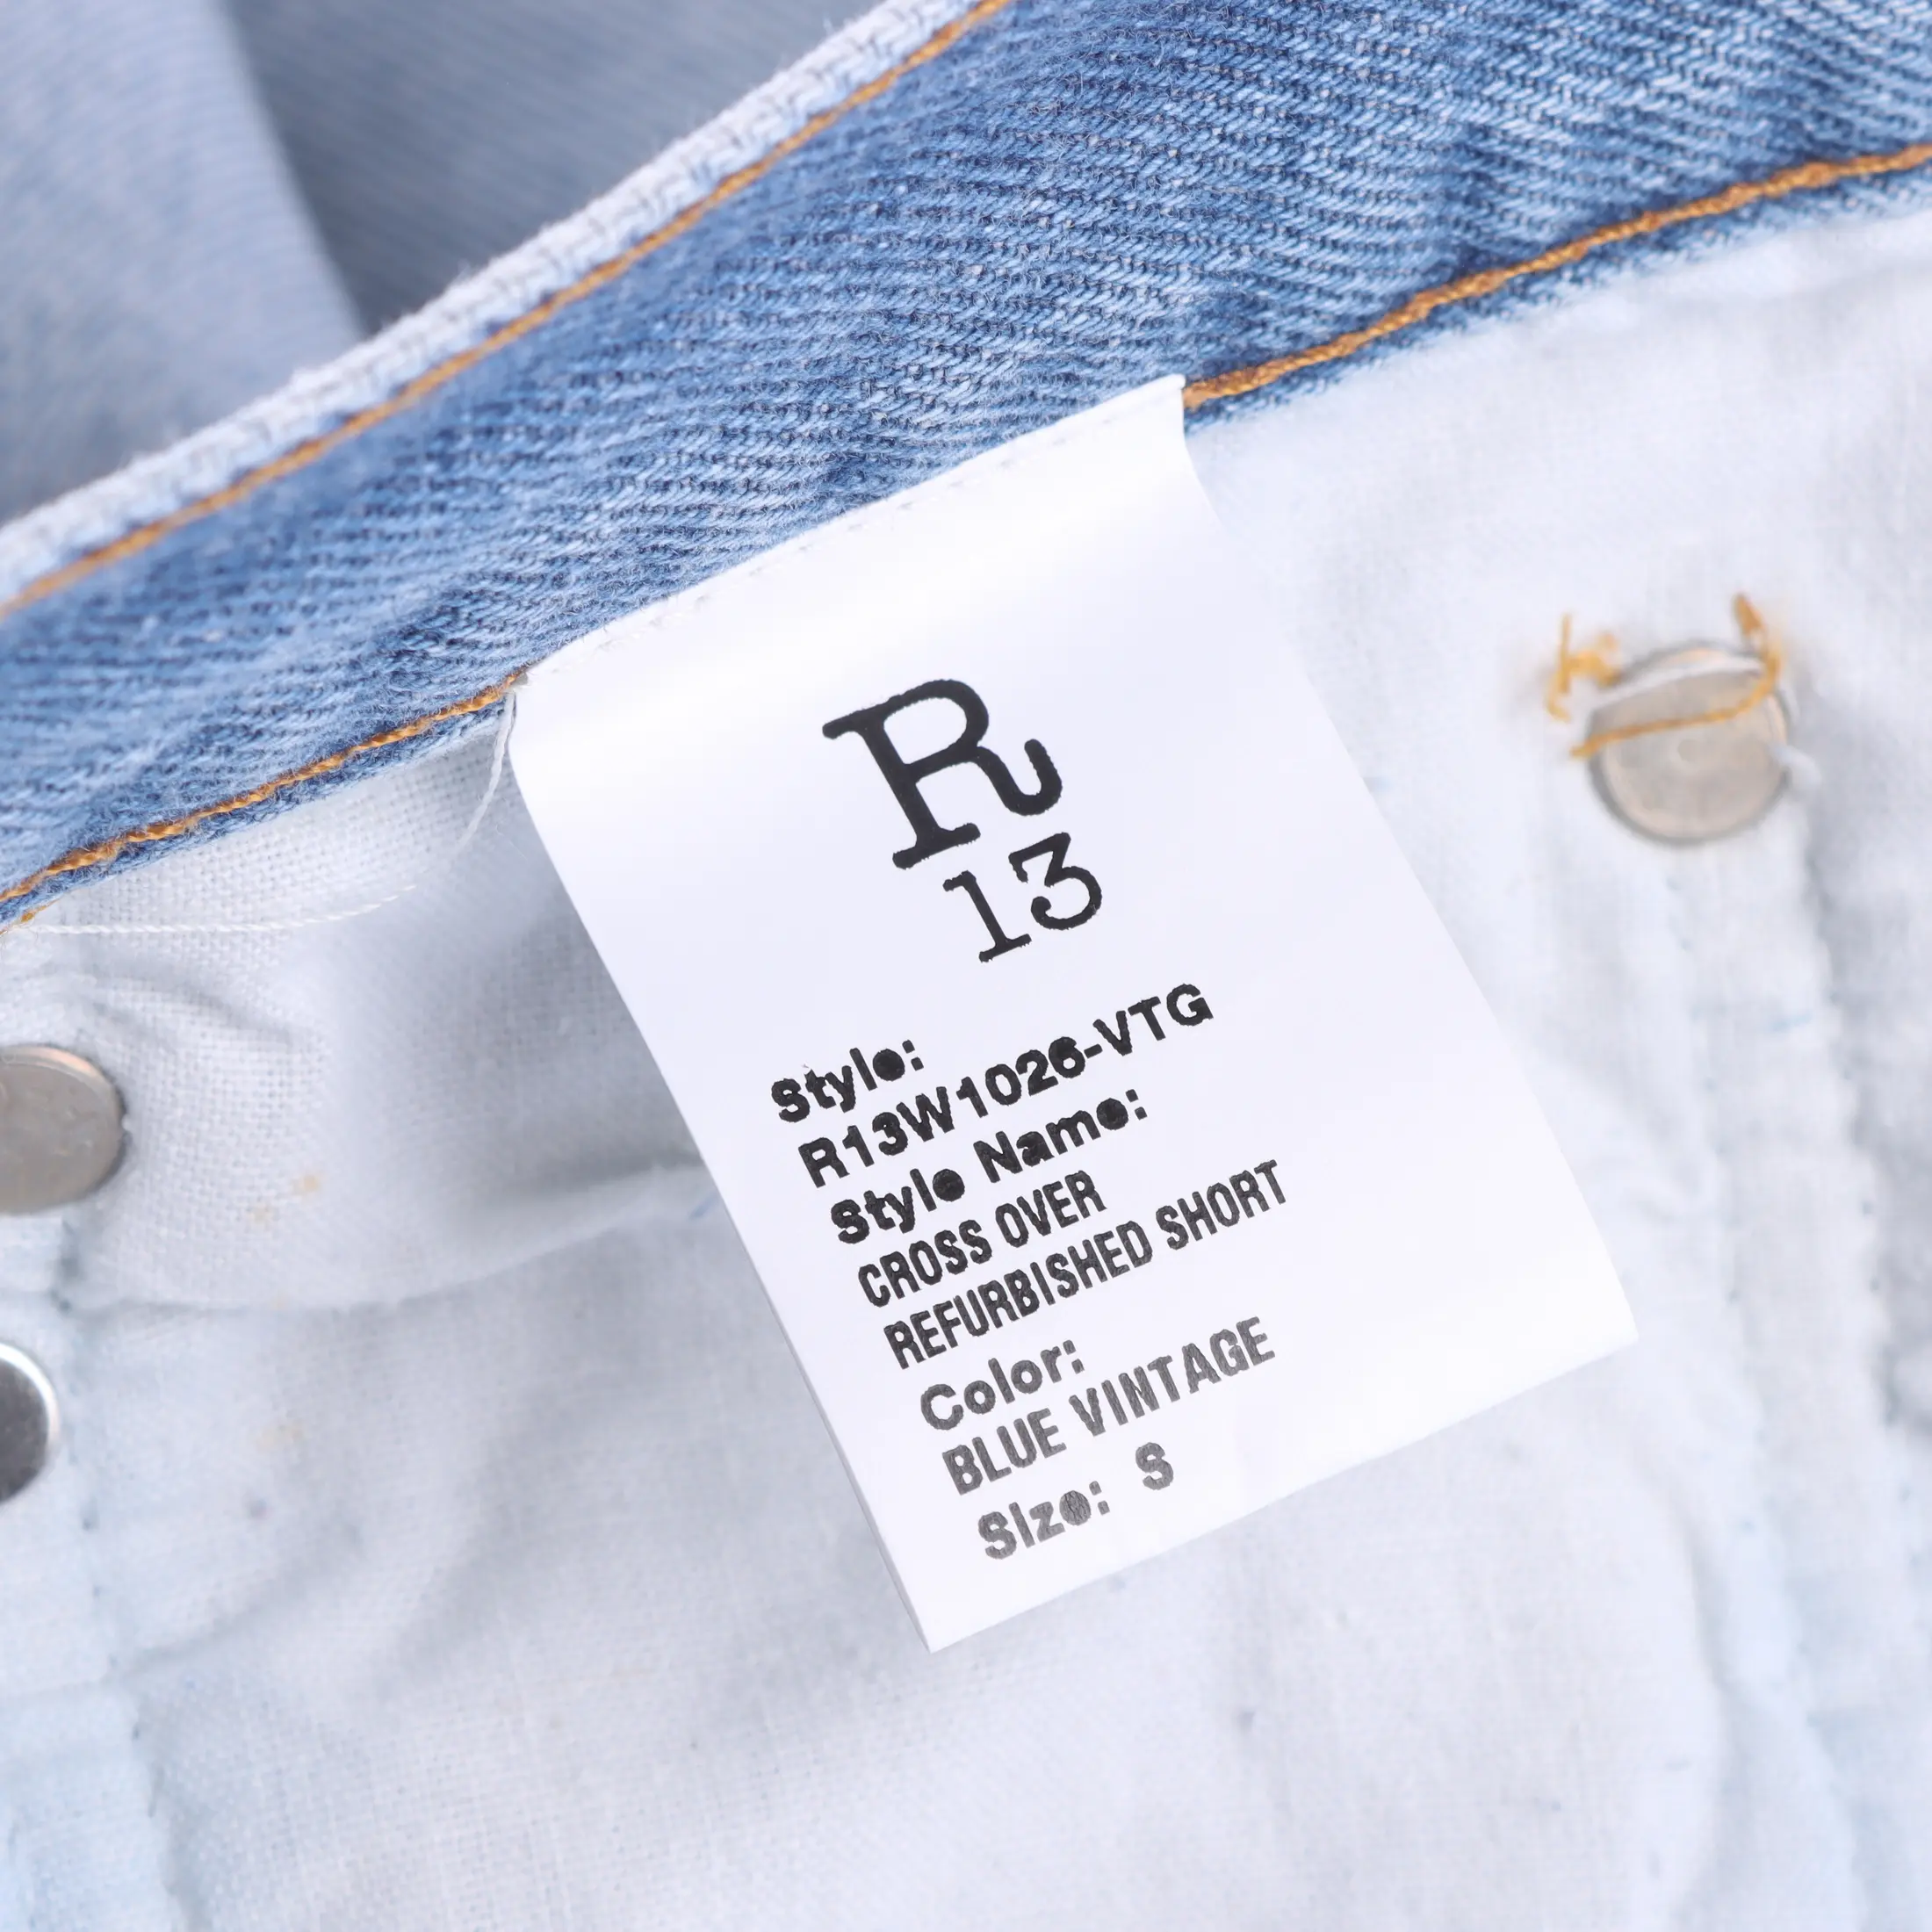 R
13
Style:
R13W1026-VTG
Style Name:
CROSS OVER
REFURBISHED SHORT
Color:
BLUE VINTAGE
Size: S